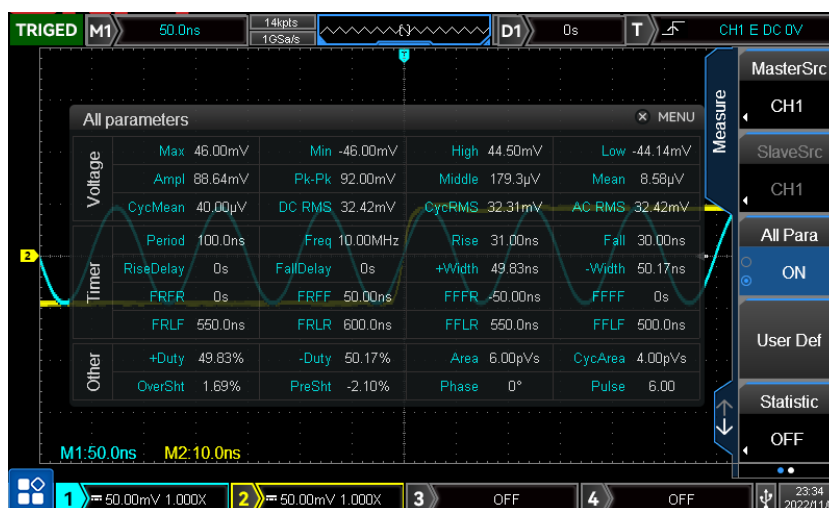 TRIGED M1 50.0ns 14kpts 1GSa/s D1 0s T CH1 E DC 0V
T
MasterSrc
CH1
SlaveSrc
CH1
All Para
ON
User Def
Statistic
OFF
Measure
All parameters × MENU
Voltage
Max 46.00mV Min -46.00mV High 44.50mV Low -44.14mV
Ampl 88.64mV Pk-Pk 92.00mV Middle 179.3µV Mean 8.58µV
CycMean 40.00µV DC RMS 32.42mV CycRMS 32.31mV AC RMS 32.42mV
Timer
Period 100.0ns Freq 10.00MHz Rise 31.00ns Fall 30.00ns
RiseDelay 0s FallDelay 0s +Width 49.83ns -Width 50.17ns
FRFR 0s FRFF 50.00ns FFFR -50.00ns FFFF 0s
FRLF 550.0ns FRLR 600.0ns FFLR 550.0ns FFLF 500.0ns
Other
+Duty 49.83% -Duty 50.17% Area 6.00pVs CycArea 4.00pVs
OverSht 1.69% PreSht -2.10% Phase 0° Pulse 6.00
2
M1:50.0ns M2:10.0ns
1 50.00mV 1.000X 2 50.00mV 1.000X 3 OFF 4 OFF
23:34